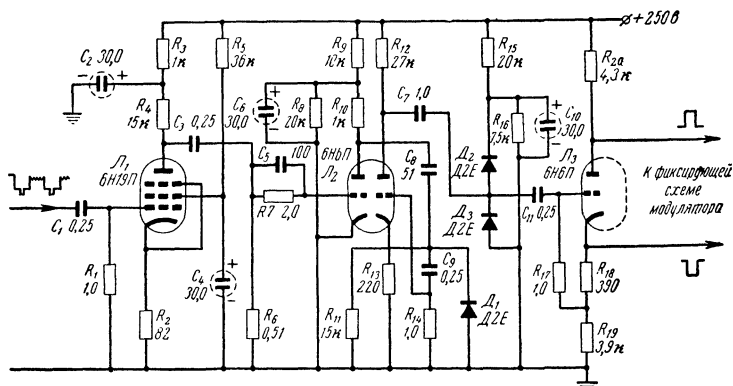 +250в
C₂ 30,0
R₃
1к
R₅
36к
R₉
10к
R₁₂
27к
R₁₅
20к
R₂₀
4,3к
C₇ 1,0
R₄
15к
C₃ 0,25
C₆
30,0
R₈
20к
R₁₀
1к
R₁₆
7,5к
C₁₀
30,0
Л₁
6Н19П
C₅
100
6Н6П
Л₂
C₈
51
Д₂
Д2Е
Л₃
6Н6П
К фиксирующей
схеме
модулятора
C₁ 0,25
R7 2,0
Д₃
Д2Е
C₁₁ 0,25
R₁
1,0
R₂
82
C₄
30,0
R₆
0,51
R₁₁
15к
R₁₃
220
C₉
0,25
R₁₄
1,0
Д₁
Д2Е
R₁₇
1,0
R₁₈
390
R₁₉
3,9к